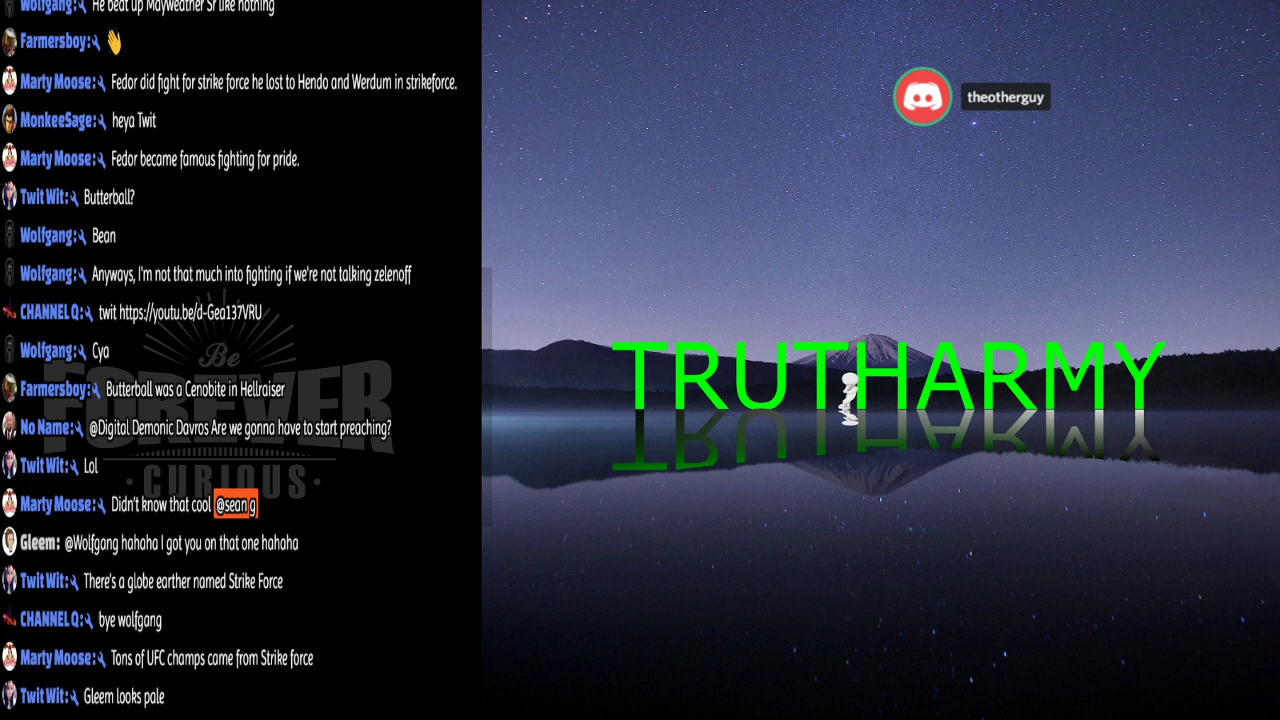 Wolfgang: He beat up Mayweather Sr like nothing
Farmersboy: 👋
Marty Moose: Fedor did fight for strike force he lost to Hendo and Werdum in strikeforce.
MonkeeSage: heya Twit
Marty Moose: Fedor became famous fighting for pride.
Twit Wit: Butterball?
Wolfgang: Bean
Wolfgang: Anyways, I'm not that much into fighting if we're not talking zelenoff
CHANNEL Q: twit https://youtu.be/d-Gea137VRU
Wolfgang: Cya
Farmersboy: Butterball was a Cenobite in Hellraiser
No Name: @Digital Demonic Davros Are we gonna have to start preaching?
Twit Wit: Lol
Marty Moose: Didn't know that cool @sean g
Gleem: @Wolfgang hahaha I got you on that one hahaha
Twit Wit: There's a globe earther named Strike Force
CHANNEL Q: bye wolfgang
Marty Moose: Tons of UFC champs came from Strike force
Twit Wit: Gleem looks pale
Be
FOREVER
CURIOUS
theotherguy
TRUTHARMY